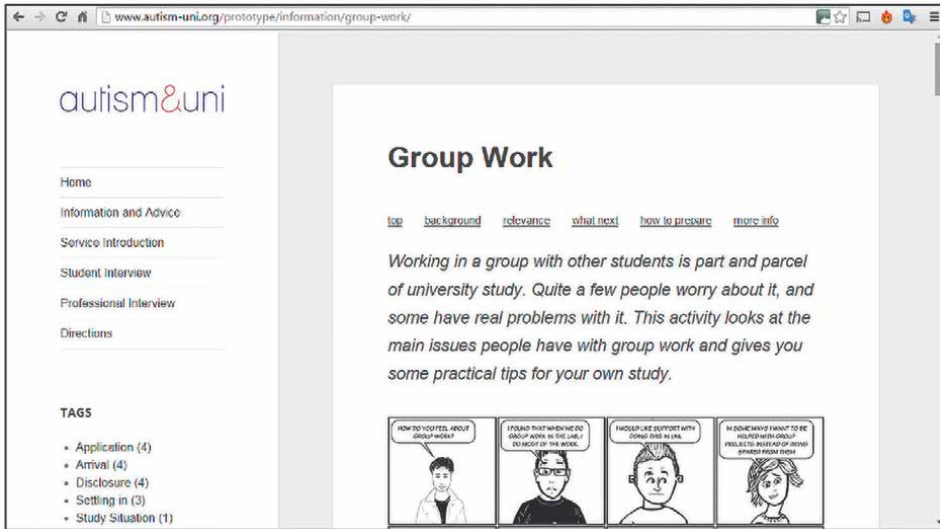 www.autism-uni.org/prototype/information/group-work/
autism&uni
Home
Information and Advice
Service Introduction
Student Interview
Professional Interview
Directions
TAGS
Application (4)
Arrival (4)
Disclosure (4)
Settling in (3)
Study Situation (1)
Group Work
top background relevance what next how to prepare more info
Working in a group with other students is part and parcel
of university study. Quite a few people worry about it, and
some have real problems with it. This activity looks at the
main issues people have with group work and gives you
some practical tips for your own study.
HOW DO YOU FEEL ABOUT
GROUP WORK?
I FOUND THAT WHEN WE DO
GROUP WORK IN THE LAB, I
DO MOST OF THE WORK.
I WOULD LIKE SUPPORT WITH
DOING THIS IN UNI.
IN SOME WAYS I WANT TO BE
HELPED WITH GROUP
PROJECTS INSTEAD OF BEING
SPARED FROM THEM